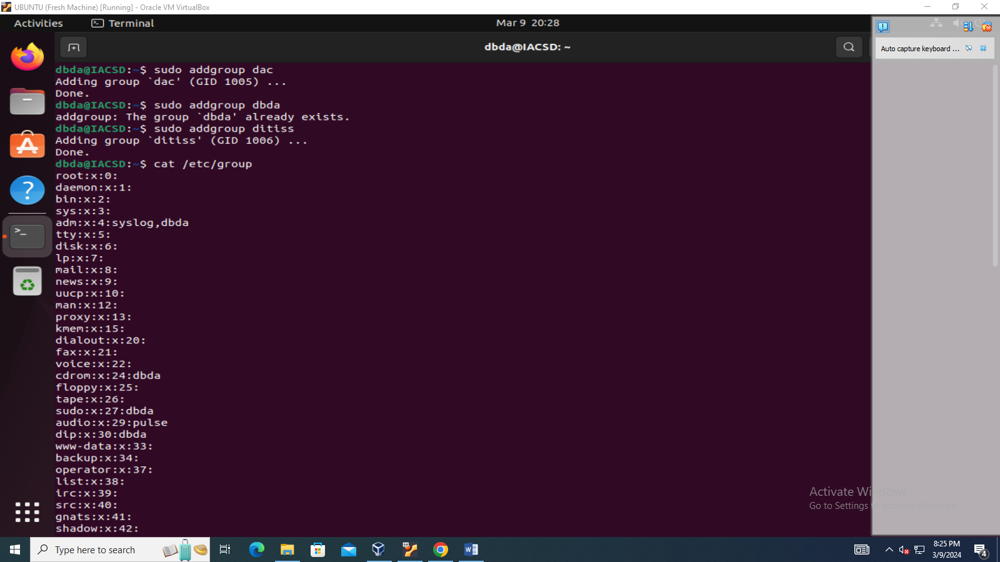 UBUNTU (Fresh Machine) [Running] - Oracle VM VirtualBox
Activities
Terminal
Mar 9 20:28
dbda@IACSD: ~
Auto capture keyboard ...
dbda@IACSD:~$ sudo addgroup dac
Adding group `dac' (GID 1005) ...
Done.
dbda@IACSD:~$ sudo addgroup dbda
addgroup: The group `dbda' already exists.
dbda@IACSD:~$ sudo addgroup ditiss
Adding group `ditiss' (GID 1006) ...
Done.
dbda@IACSD:~$ cat /etc/group
root:x:0:
daemon:x:1:
bin:x:2:
sys:x:3:
adm:x:4:syslog,dbda
tty:x:5:
disk:x:6:
lp:x:7:
mail:x:8:
news:x:9:
uucp:x:10:
man:x:12:
proxy:x:13:
kmem:x:15:
dialout:x:20:
fax:x:21:
voice:x:22:
cdrom:x:24:dbda
floppy:x:25:
tape:x:26:
sudo:x:27:dbda
audio:x:29:pulse
dip:x:30:dbda
www-data:x:33:
backup:x:34:
operator:x:37:
list:x:38:
irc:x:39:
src:x:40:
gnats:x:41:
shadow:x:42:
Activate Windows
Go to Settings to activate Windows.
Type here to search
8:25 PM
3/9/2024
4